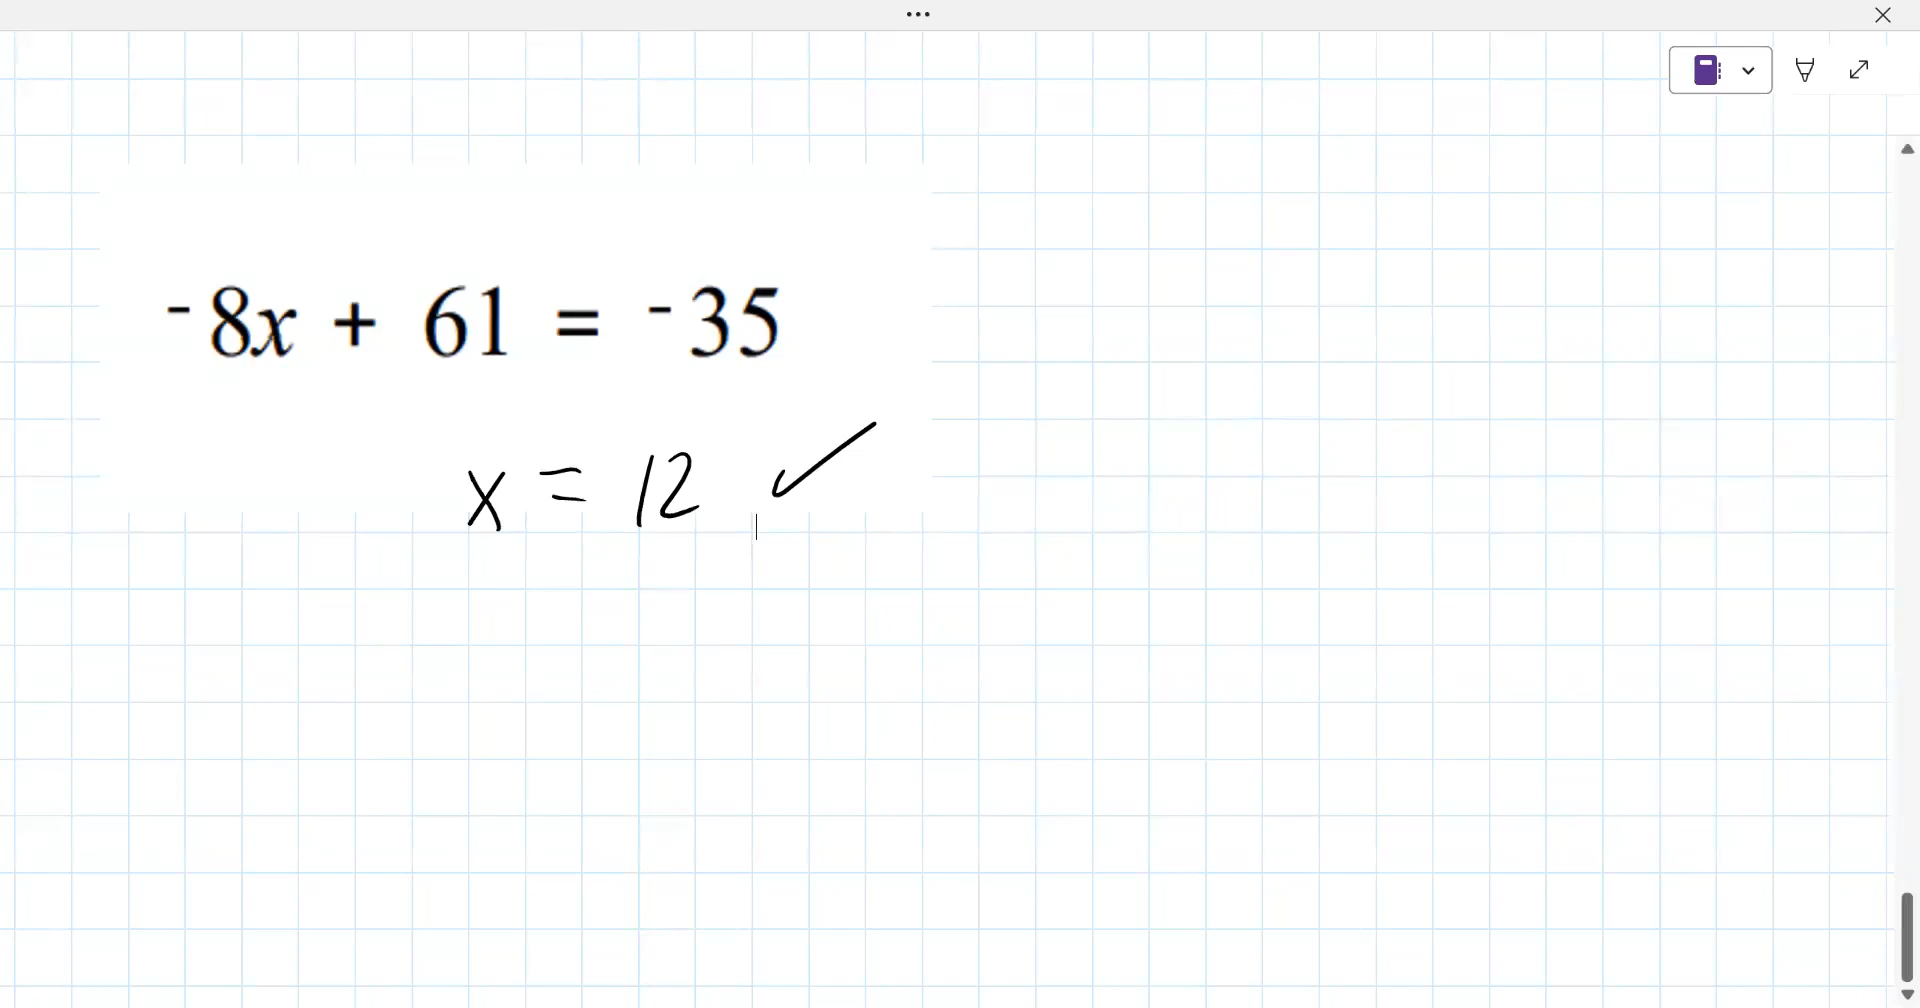 -8x + 61 = -35
x = 12 ✓